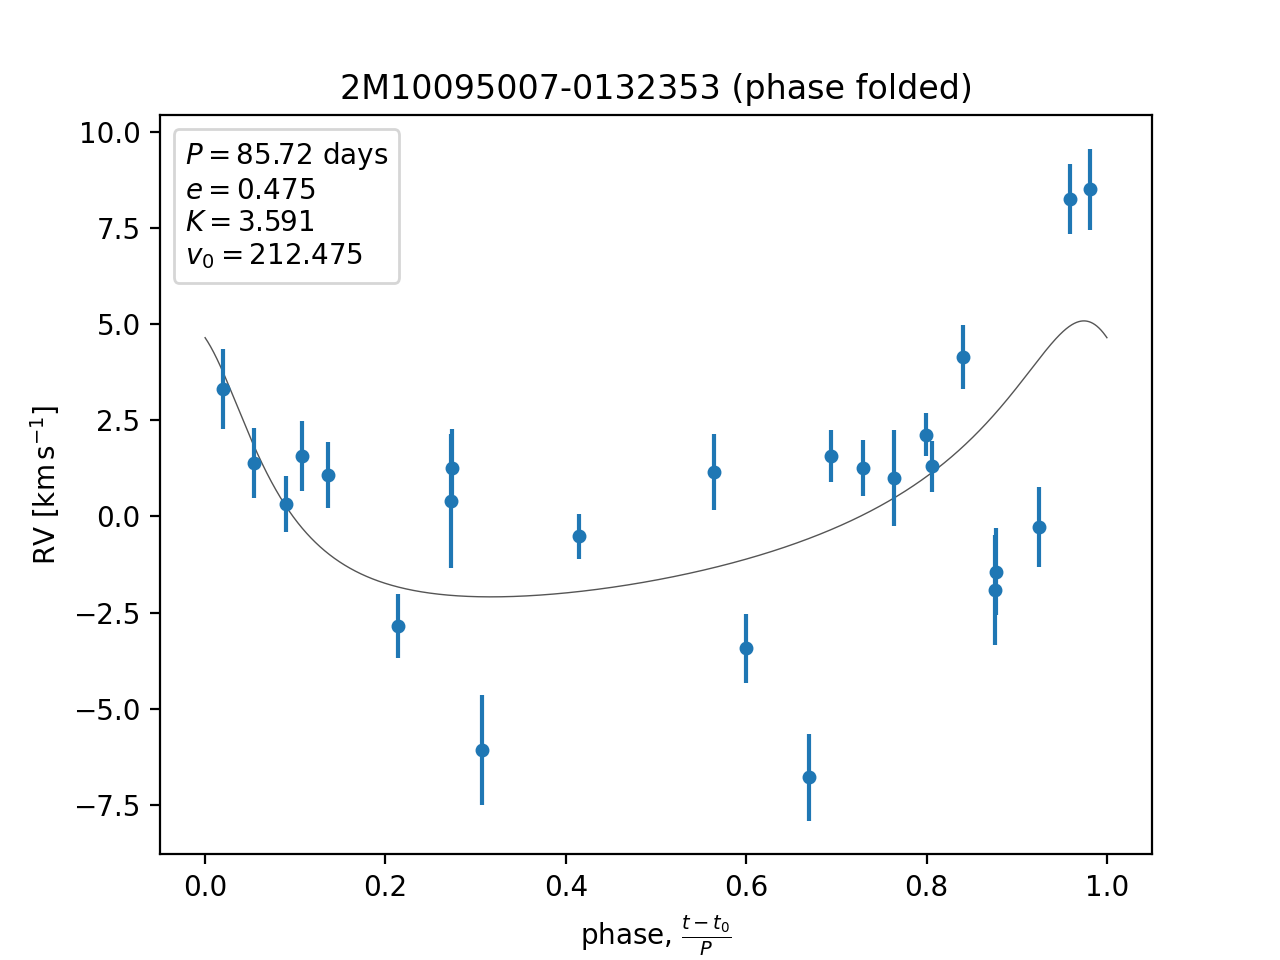 2M10095007-0132353 (phase folded)
P = 85.72 days
e = 0.475
K = 3.591
v₀ = 212.475
10.0
7.5
5.0
2.5
0.0
−2.5
−5.0
−7.5
RV [km s⁻¹]
0.0 0.2 0.4 0.6 0.8 1.0
phase, (t − t₀)/P